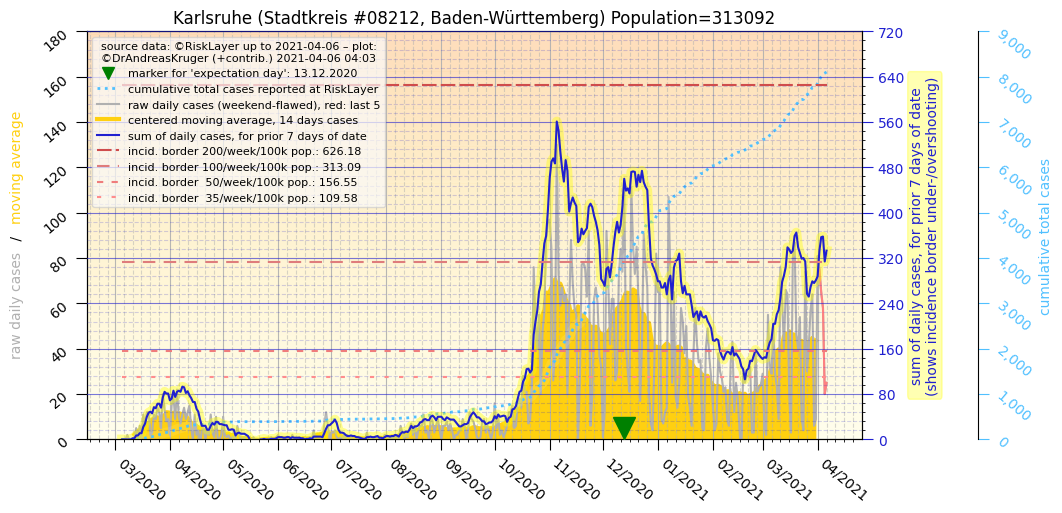 Karlsruhe (Stadtkreis #08212, Baden-Württemberg) Population=313092
source data: ©RiskLayer up to 2021-04-06 – plot:
©DrAndreasKruger (+contrib.) 2021-04-06 04:03
marker for 'expectation day': 13.12.2020
cumulative total cases reported at RiskLayer
raw daily cases (weekend-flawed), red: last 5
centered moving average, 14 days cases
sum of daily cases, for prior 7 days of date
incid. border 200/week/100k pop.: 626.18
incid. border 100/week/100k pop.: 313.09
incid. border  50/week/100k pop.: 156.55
incid. border  35/week/100k pop.: 109.58
raw daily cases / moving average
180
160
140
120
100
80
60
40
20
0
03/2020
04/2020
05/2020
06/2020
07/2020
08/2020
09/2020
10/2020
11/2020
12/2020
01/2021
02/2021
03/2021
04/2021
720
640
560
480
400
320
240
160
80
0
sum of daily cases, for prior 7 days of date
(shows incidence border under-/overshooting)
9,000
8,000
7,000
6,000
5,000
4,000
3,000
2,000
1,000
0
cumulative total cases